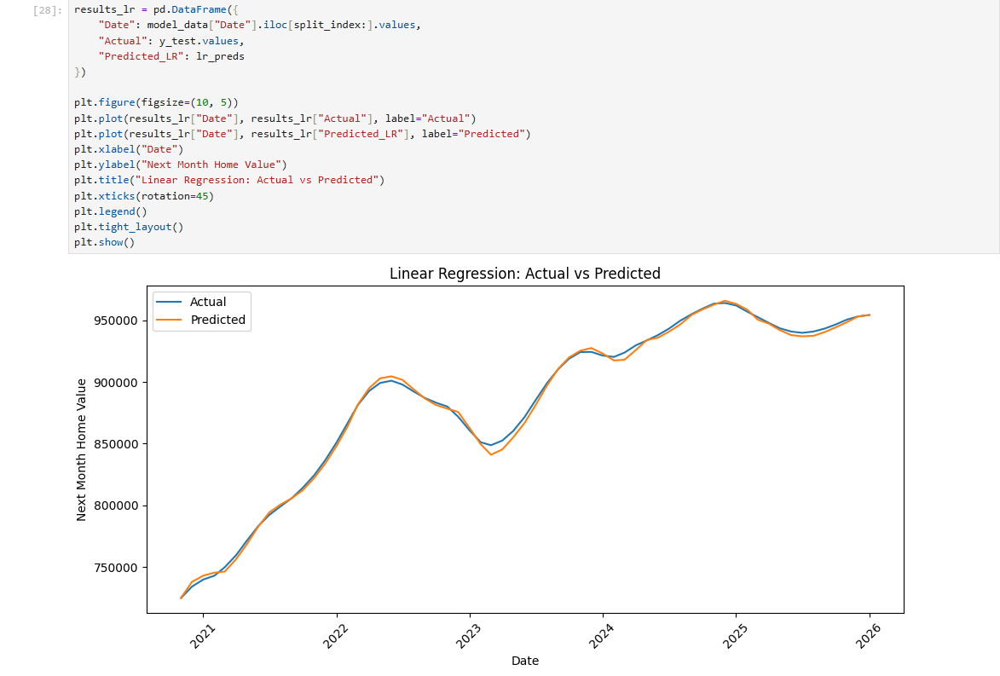 [28]: results_lr = pd.DataFrame({
    "Date": model_data["Date"].iloc[split_index:].values,
    "Actual": y_test.values,
    "Predicted_LR": lr_preds
})
plt.figure(figsize=(10, 5))
plt.plot(results_lr["Date"], results_lr["Actual"], label="Actual")
plt.plot(results_lr["Date"], results_lr["Predicted_LR"], label="Predicted")
plt.xlabel("Date")
plt.ylabel("Next Month Home Value")
plt.title("Linear Regression: Actual vs Predicted")
plt.xticks(rotation=45)
plt.legend()
plt.tight_layout()
plt.show()
Linear Regression: Actual vs Predicted
Actual
Predicted
950000
900000
850000
800000
750000
Next Month Home Value
2021
2022
2023
2024
2025
2026
Date